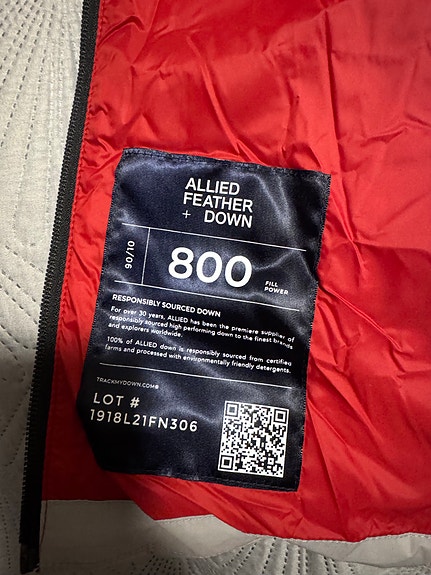 ALLIED
FEATHER
+ DOWN
90/10
800
FILL
POWER
RESPONSIBLY SOURCED DOWN
For over 30 years, ALLIED has been the premiere supplier of
responsibly sourced high performing down to the finest brands
and explorers worldwide.
100% of ALLIED down is responsibly sourced from certified
farms and processed with environmentally friendly detergents.
TRACKMYDOWN.COM®
LOT #
1918L21FN306